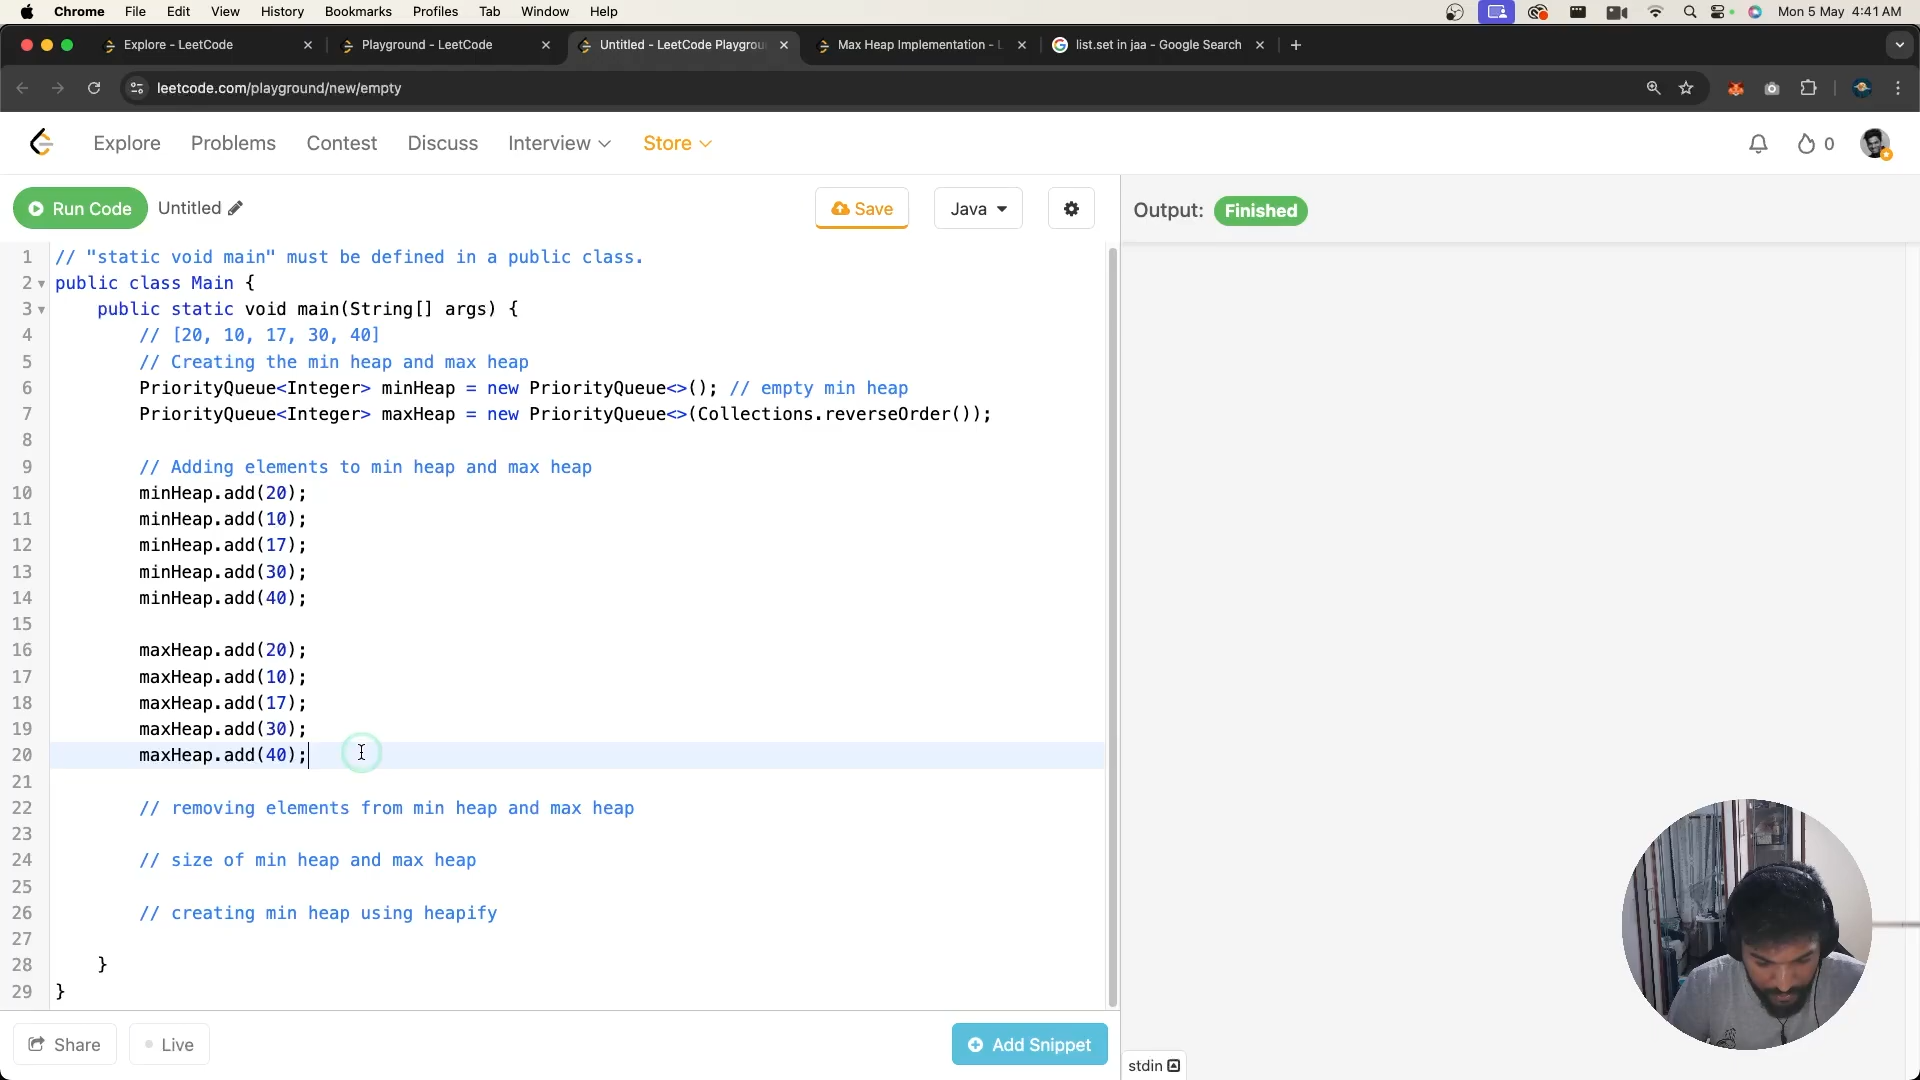 Chrome File Edit View History Bookmarks Profiles Tab Window Help Mon 5 May 4:41 AM
Explore - LeetCode Playground - LeetCode Untitled - LeetCode Playgrou Max Heap Implementation - L list.set in jaa - Google Search
leetcode.com/playground/new/empty
Explore Problems Contest Discuss Interview Store 0
Run Code Untitled Save Java Output: Finished
1 // "static void main" must be defined in a public class.
2 public class Main {
3 public static void main(String[] args) {
4 // [20, 10, 17, 30, 40]
5 // Creating the min heap and max heap
6 PriorityQueue<Integer> minHeap = new PriorityQueue<>(); // empty min heap
7 PriorityQueue<Integer> maxHeap = new PriorityQueue<>(Collections.reverseOrder());
8
9 // Adding elements to min heap and max heap
10 minHeap.add(20);
11 minHeap.add(10);
12 minHeap.add(17);
13 minHeap.add(30);
14 minHeap.add(40);
15
16 maxHeap.add(20);
17 maxHeap.add(10);
18 maxHeap.add(17);
19 maxHeap.add(30);
20 maxHeap.add(40);
21
22 // removing elements from min heap and max heap
23
24 // size of min heap and max heap
25
26 // creating min heap using heapify
27
28 }
29 }
Share Live Add Snippet stdin